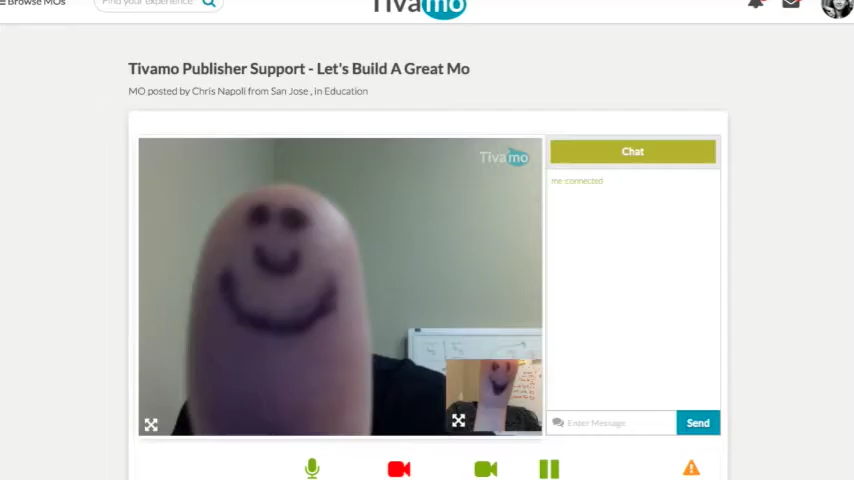 Browse MOs
Find your experience
Tivamo
Tivamo Publisher Support - Let's Build A Great Mo
MO posted by Chris Napoli from San Jose , in Education
Tivamo
Chat
me :connected
Enter Message
Send